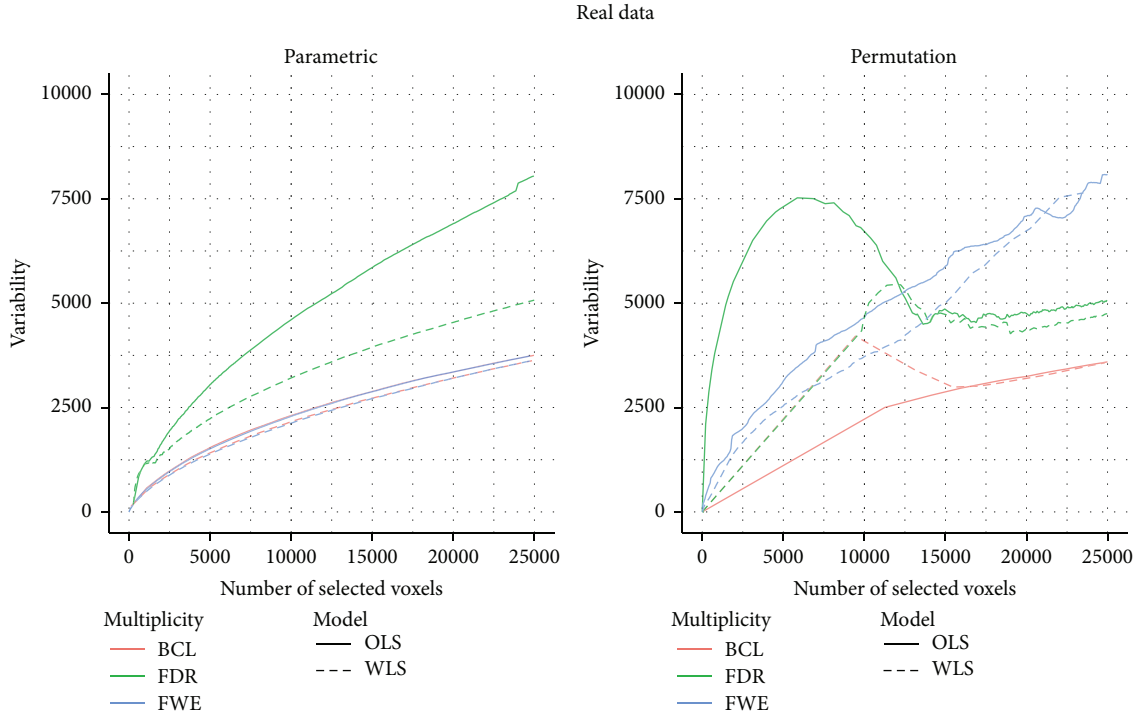 Real data
Parametric
10000
7500
5000
2500
0
Variability
0 5000 10000 15000 20000 25000
Number of selected voxels
Multiplicity
BCL
FDR
FWE
Model
OLS
WLS
Permutation
10000
7500
5000
2500
0
Variability
0 5000 10000 15000 20000 25000
Number of selected voxels
Multiplicity
BCL
FDR
FWE
Model
OLS
WLS